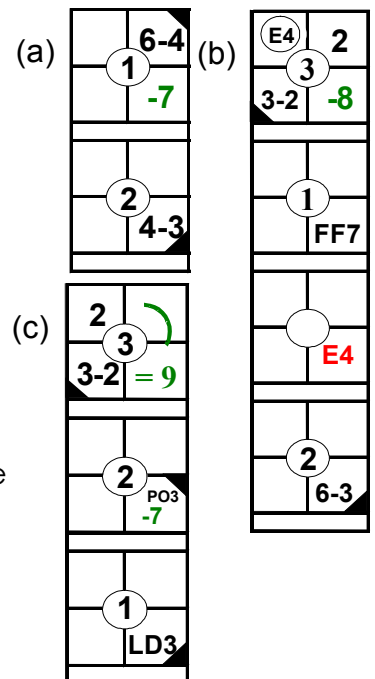 (a)
6-4
1
-7
2
4-3
(b)
E4 2
3
3-2 -8
1
FF7
E4
2
6-3
(c)
2
3
3-2 = 9
2
PO3
-7
1
LD3
e